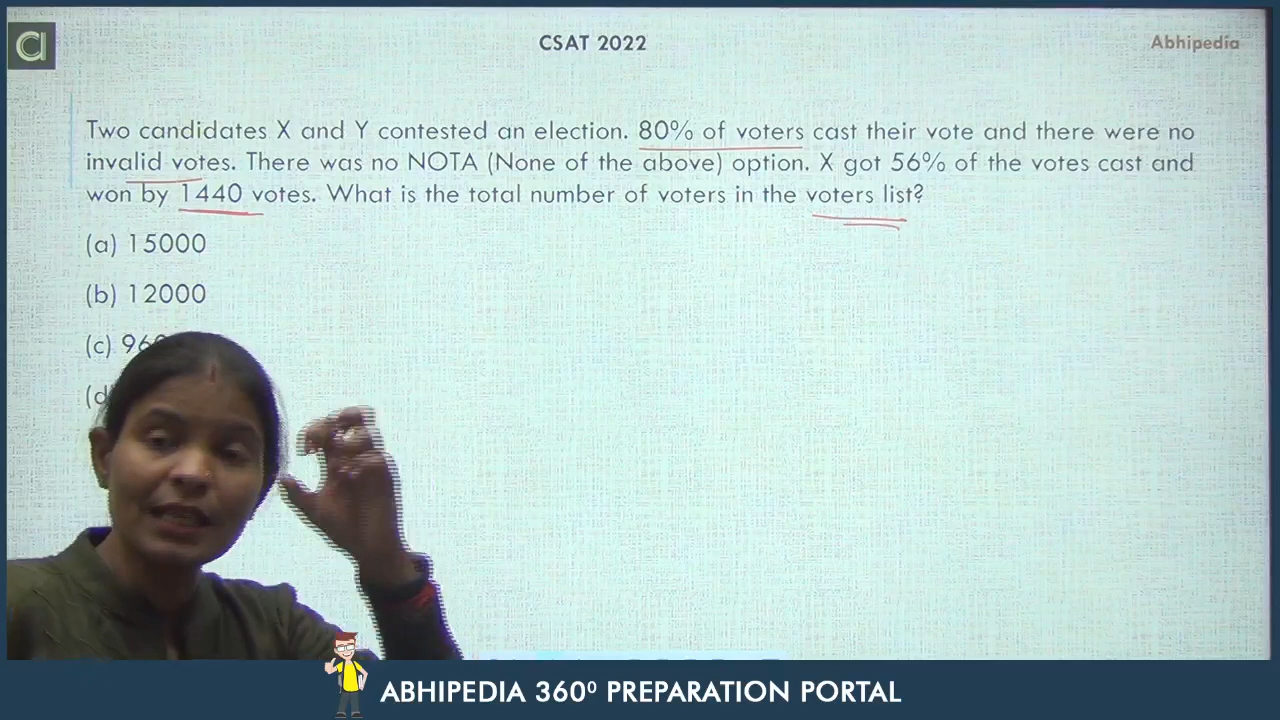 CSAT 2022
Abhipedia
Two candidates X and Y contested an election. 80% of voters cast their vote and there were no
invalid votes. There was no NOTA (None of the above) option. X got 56% of the votes cast and
won by 1440 votes. What is the total number of voters in the voters list?
(a) 15000
(b) 12000
(c)
ABHIPEDIA 360⁰ PREPARATION PORTAL